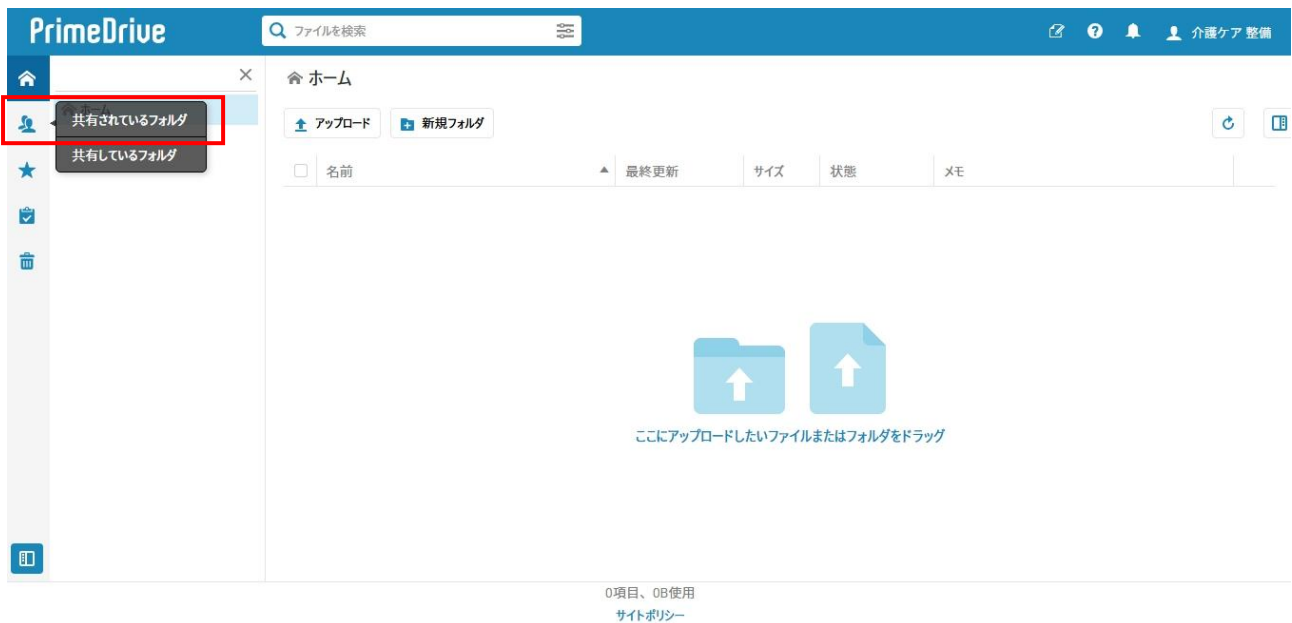 PrimeDrive
ファイルを検索
介護ケア 整備
ホーム
ホーム
共有されているフォルダ
共有しているフォルダ
アップロード
新規フォルダ
名前
最終更新
サイズ
状態
メモ
ここにアップロードしたいファイルまたはフォルダをドラッグ
0項目、0B使用
サイトポリシー